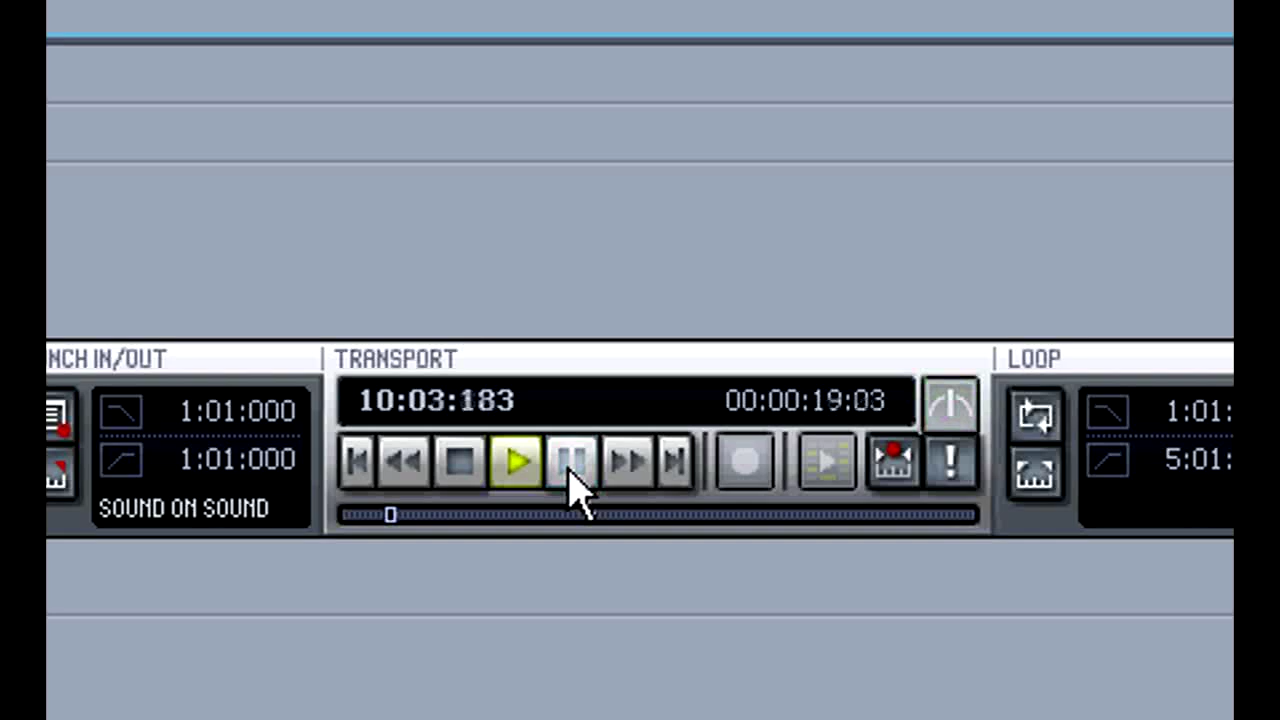 NCH IN/OUT
1:01:000
1:01:000
SOUND ON SOUND
TRANSPORT
10:03:183 00:00:19:03
LOOP
1:01:
5:01: